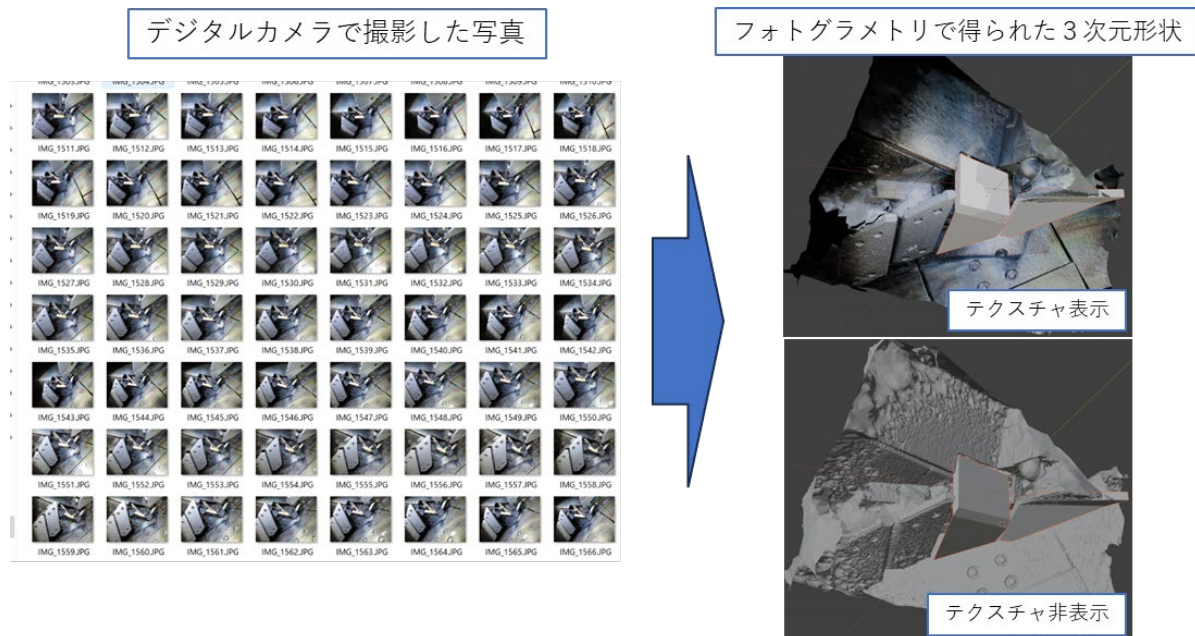 デジタルカメラで撮影した写真
フォトグラメトリで得られた３次元形状
IMG_1511.JPG IMG_1512.JPG IMG_1513.JPG IMG_1514.JPG IMG_1515.JPG IMG_1516.JPG IMG_1517.JPG IMG_1518.JPG
IMG_1519.JPG IMG_1520.JPG IMG_1521.JPG IMG_1522.JPG IMG_1523.JPG IMG_1524.JPG IMG_1525.JPG IMG_1526.JPG
IMG_1527.JPG IMG_1528.JPG IMG_1529.JPG IMG_1530.JPG IMG_1531.JPG IMG_1532.JPG IMG_1533.JPG IMG_1534.JPG
IMG_1535.JPG IMG_1536.JPG IMG_1537.JPG IMG_1538.JPG IMG_1539.JPG IMG_1540.JPG IMG_1541.JPG IMG_1542.JPG
IMG_1543.JPG IMG_1544.JPG IMG_1545.JPG IMG_1546.JPG IMG_1547.JPG IMG_1548.JPG IMG_1549.JPG IMG_1550.JPG
IMG_1551.JPG IMG_1552.JPG IMG_1553.JPG IMG_1554.JPG IMG_1555.JPG IMG_1556.JPG IMG_1557.JPG IMG_1558.JPG
IMG_1559.JPG IMG_1560.JPG IMG_1561.JPG IMG_1562.JPG IMG_1563.JPG IMG_1564.JPG IMG_1565.JPG IMG_1566.JPG
テクスチャ表示
テクスチャ非表示